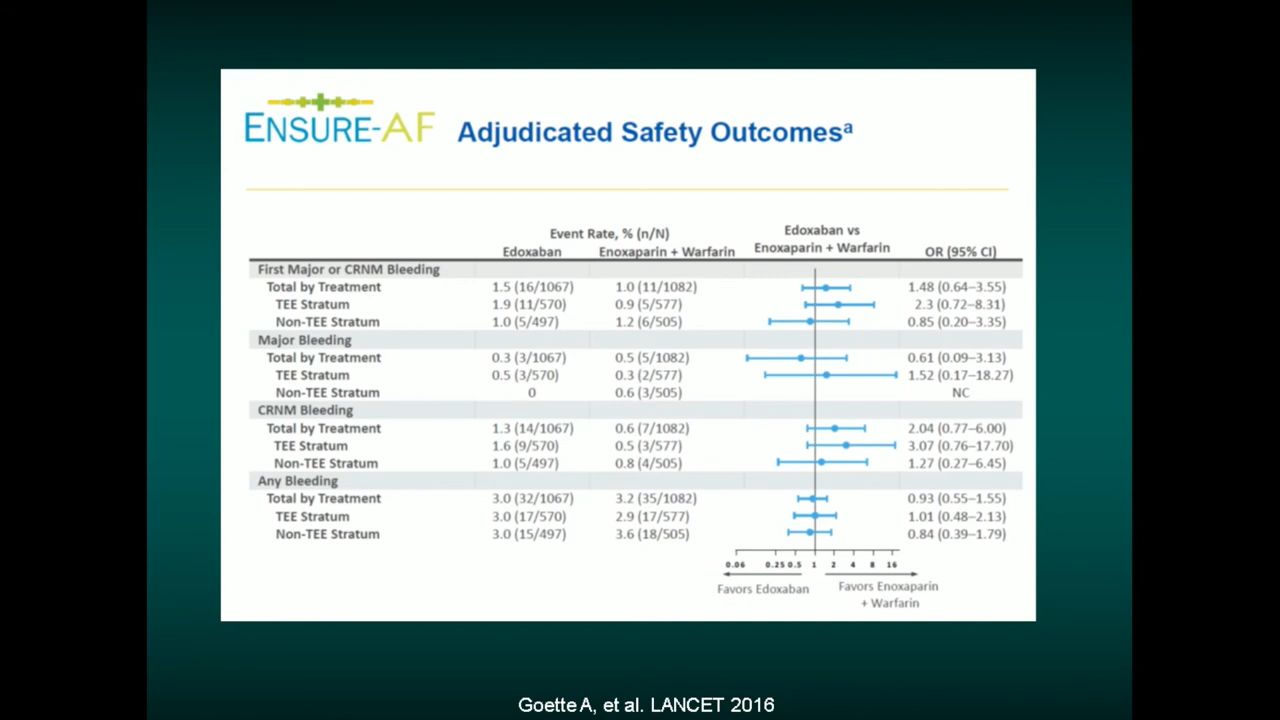 ENSURE-AF Adjudicated Safety Outcomesᵃ
Event Rate, % (n/N) Edoxaban vs Enoxaparin + Warfarin
Edoxaban Enoxaparin + Warfarin OR (95% CI)
First Major or CRNM Bleeding
Total by Treatment 1.5 (16/1067) 1.0 (11/1082) 1.48 (0.64–3.55)
TEE Stratum 1.9 (11/570) 0.9 (5/577) 2.3 (0.72–8.31)
Non-TEE Stratum 1.0 (5/497) 1.2 (6/505) 0.85 (0.20–3.35)
Major Bleeding
Total by Treatment 0.3 (3/1067) 0.5 (5/1082) 0.61 (0.09–3.13)
TEE Stratum 0.5 (3/570) 0.3 (2/577) 1.52 (0.17–18.27)
Non-TEE Stratum 0 0.6 (3/505) NC
CRNM Bleeding
Total by Treatment 1.3 (14/1067) 0.6 (7/1082) 2.04 (0.77–6.00)
TEE Stratum 1.6 (9/570) 0.5 (3/577) 3.07 (0.76–17.70)
Non-TEE Stratum 1.0 (5/497) 0.8 (4/505) 1.27 (0.27–6.45)
Any Bleeding
Total by Treatment 3.0 (32/1067) 3.2 (35/1082) 0.93 (0.55–1.55)
TEE Stratum 3.0 (17/570) 2.9 (17/577) 1.01 (0.48–2.13)
Non-TEE Stratum 3.0 (15/497) 3.6 (18/505) 0.84 (0.39–1.79)
0.06 0.25 0.5 1 2 4 8 16
Favors Edoxaban Favors Enoxaparin
+ Warfarin
Goette A, et al. LANCET 2016